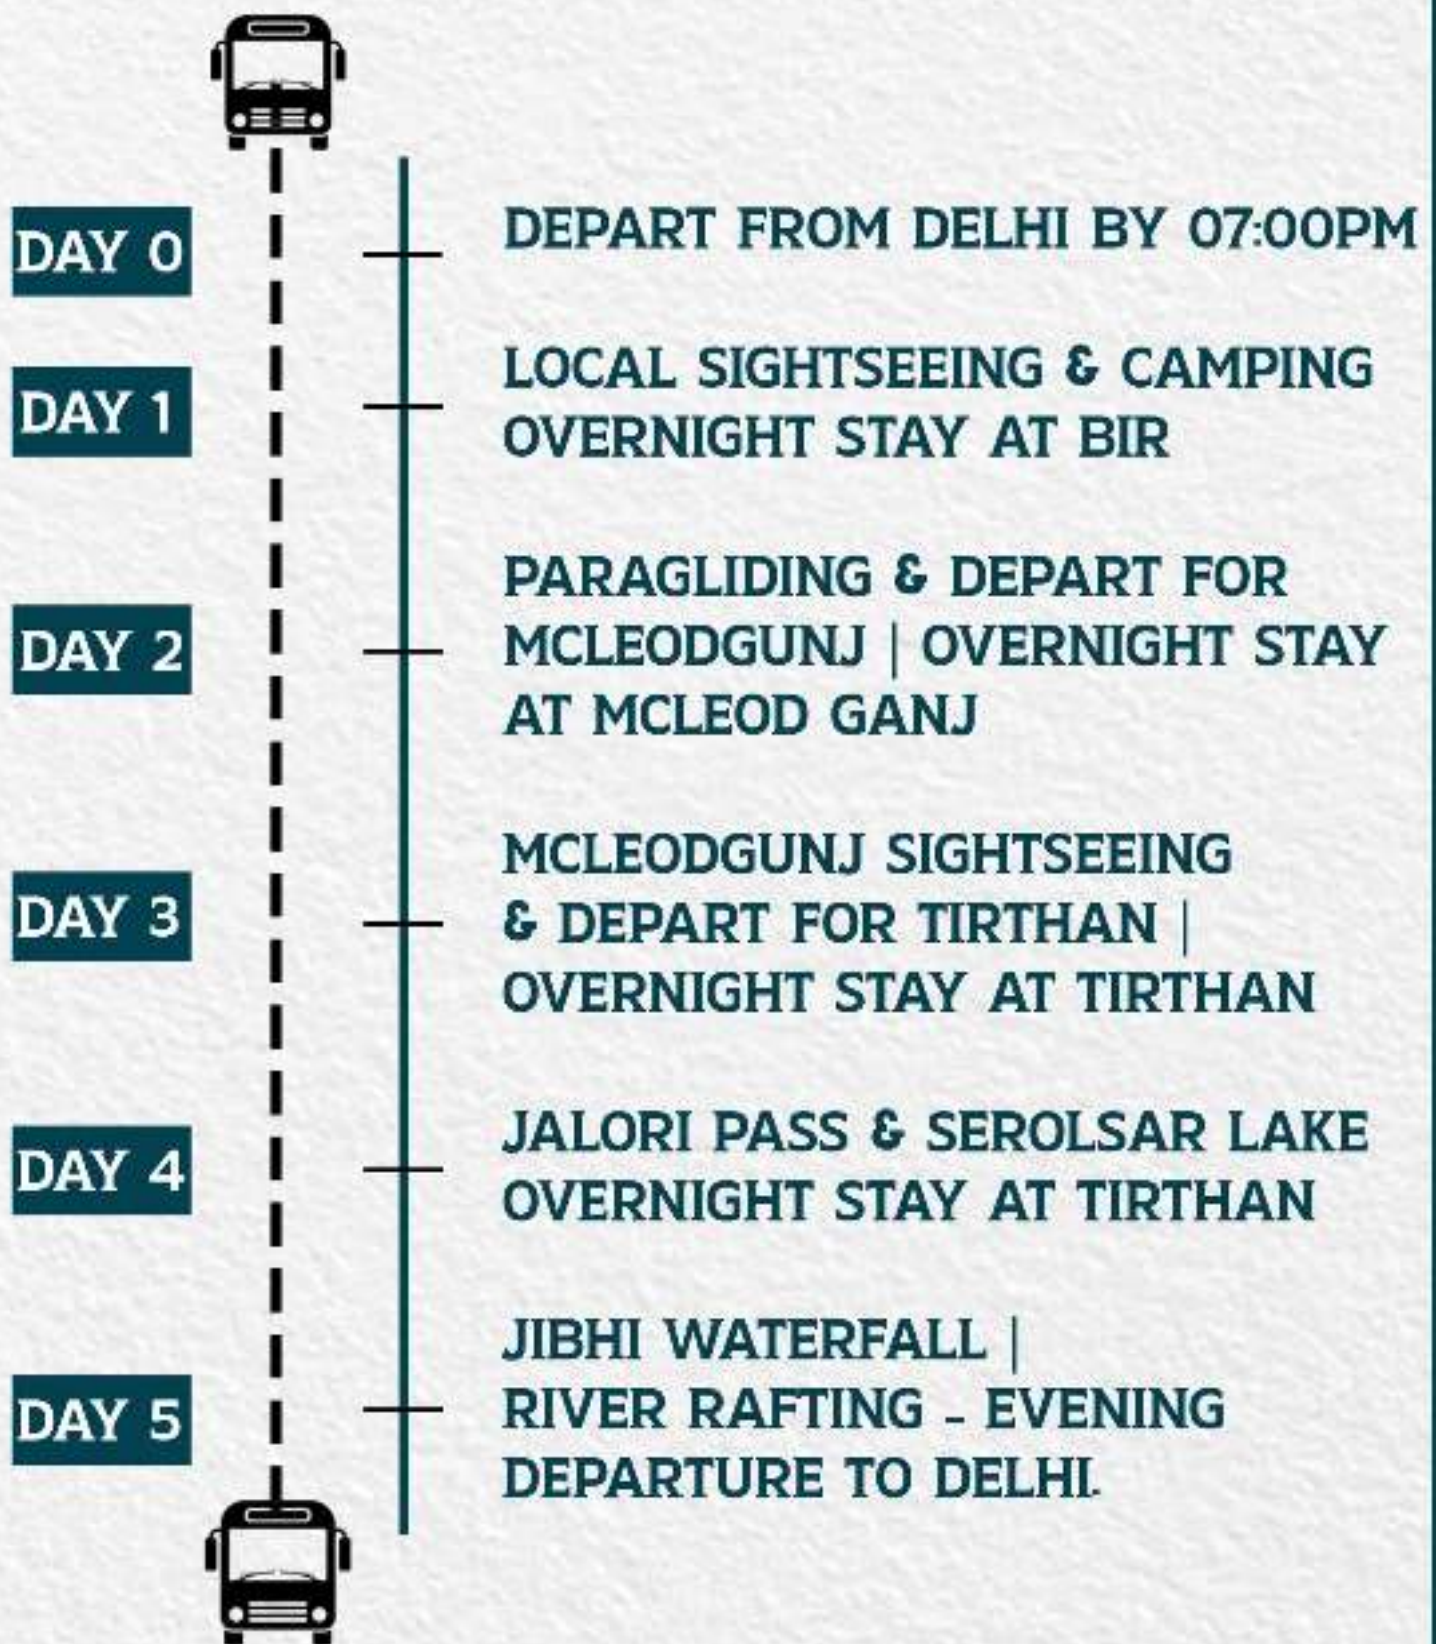 DAY 0
DEPART FROM DELHI BY 07:00PM
DAY 1
LOCAL SIGHTSEEING & CAMPING
OVERNIGHT STAY AT BIR
DAY 2
PARAGLIDING & DEPART FOR
MCLEODGUNJ | OVERNIGHT STAY
AT MCLEOD GANJ
DAY 3
MCLEODGUNJ SIGHTSEEING
& DEPART FOR TIRTHAN |
OVERNIGHT STAY AT TIRTHAN
DAY 4
JALORI PASS & SEROLSAR LAKE
OVERNIGHT STAY AT TIRTHAN
DAY 5
JIBHI WATERFALL |
RIVER RAFTING - EVENING
DEPARTURE TO DELHI.